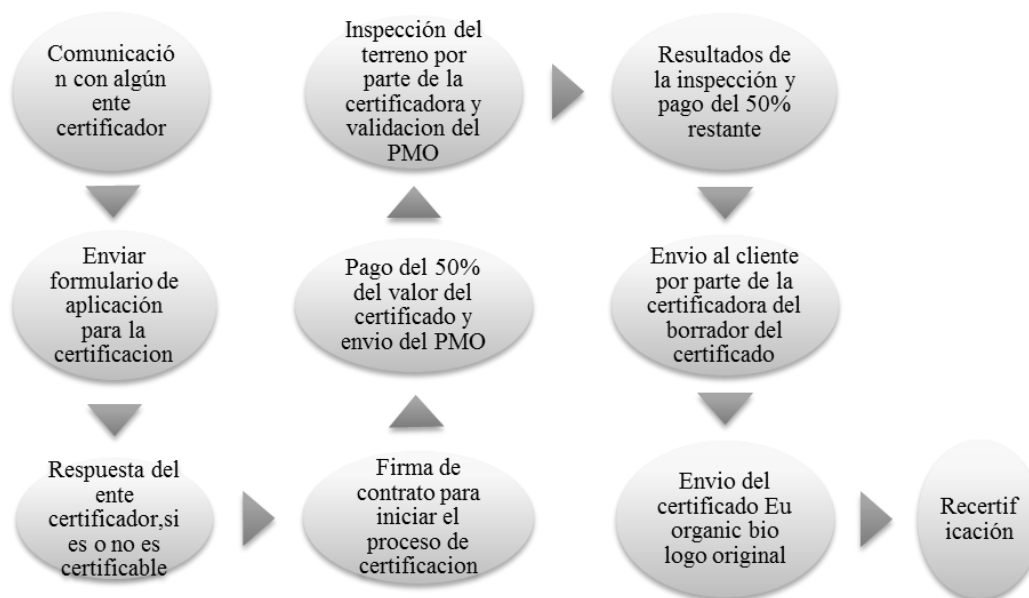 Comunicació
n con algún
ente
certificador
Enviar
formulario de
aplicación
para la
certificacion
Respuesta del
ente
certificador,si
es o no es
certificable
Firma de
contrato para
iniciar el
proceso de
certificacion
Pago del 50%
del valor del
certificado y
envio del PMO
Inspección del
terreno por
parte de la
certificadora y
validacion del
PMO
Resultados de
la inspección y
pago del 50%
restante
Envio al cliente
por parte de la
certificadora del
borrador del
certificado
Envio del
certificado Eu
organic bio
logo original
Recertif
icación